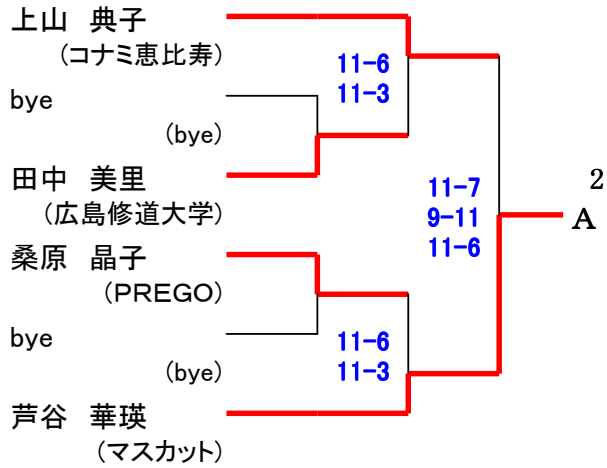 上山 典子
(コナミ恵比寿)
11-6
11-3
bye
(bye)
田中 美里
(広島修道大学)
11-7
9-11
11-6
2
A
桑原 晶子
(PREGO)
bye
(bye)
11-6
11-3
芦谷 華瑛
(マスカット)